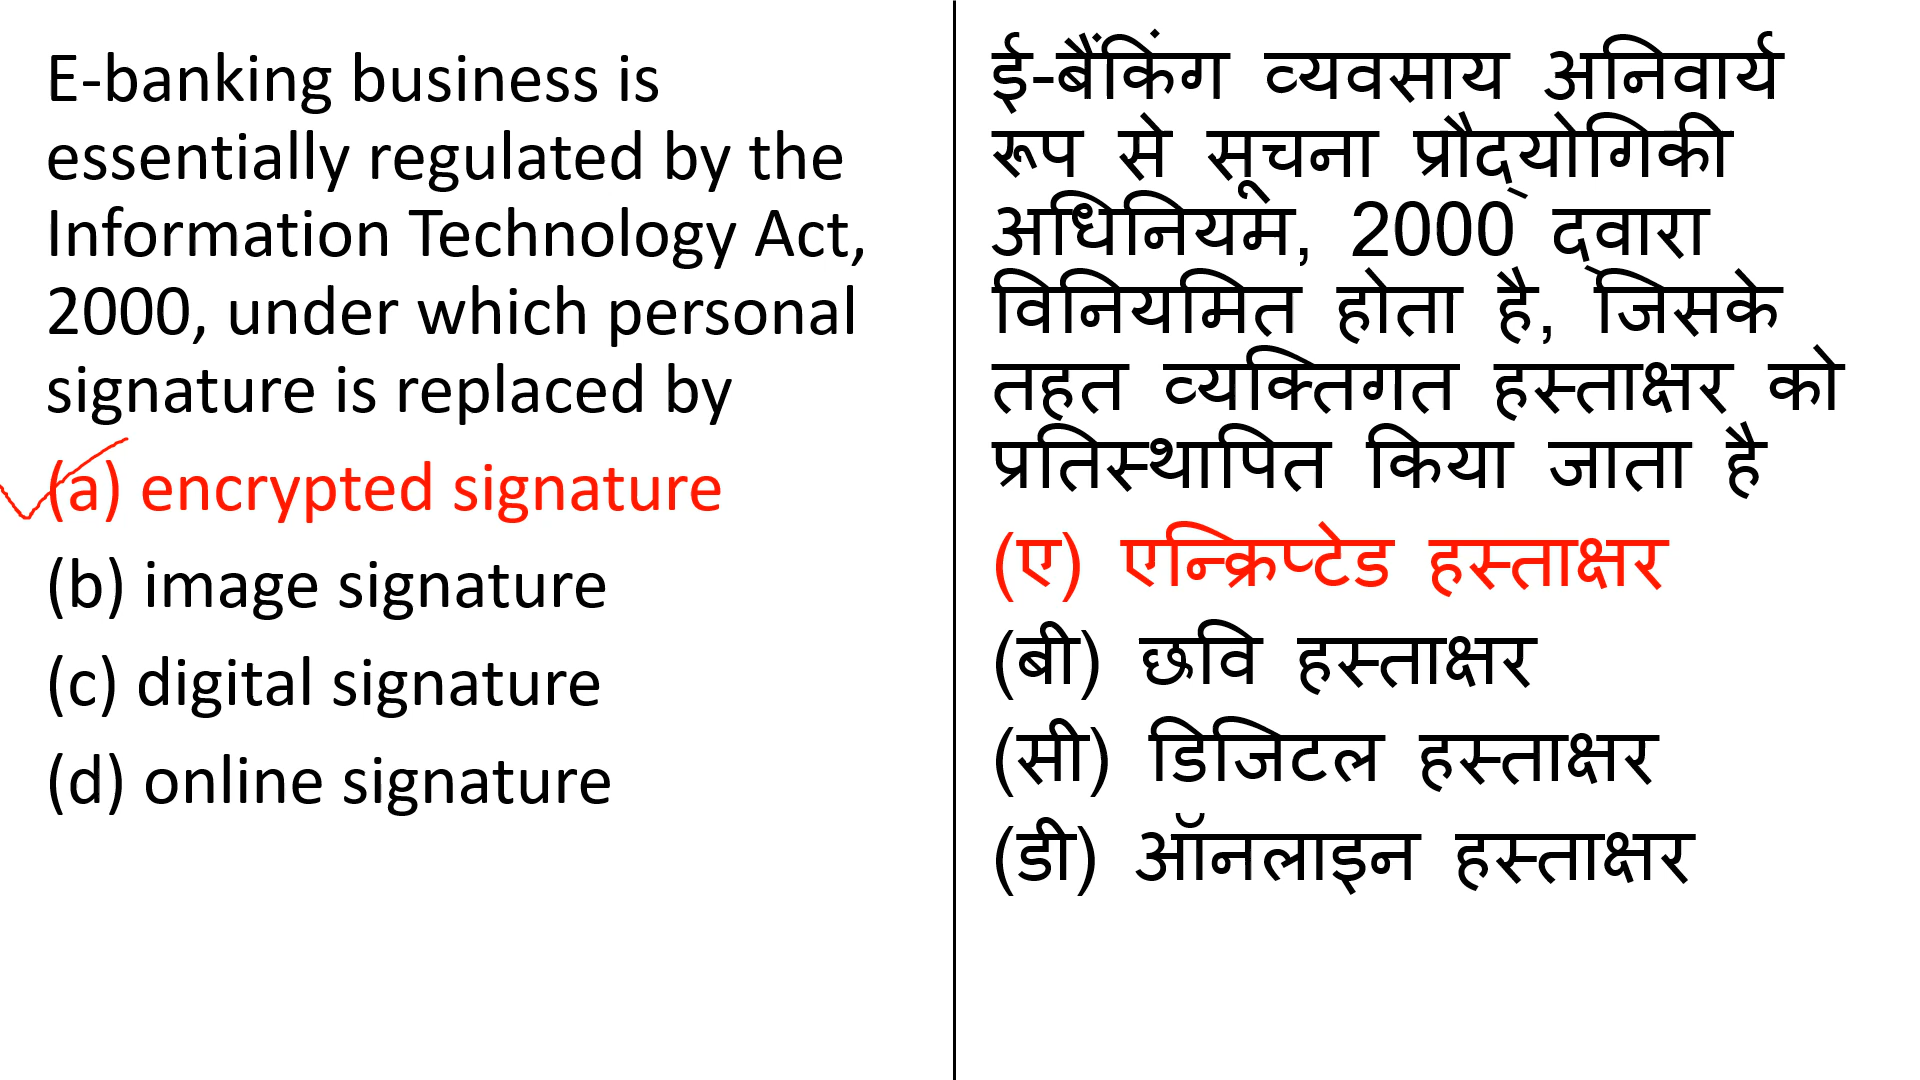 E-banking business is
essentially regulated by the
Information Technology Act,
2000, under which personal
signature is replaced by
(a) encrypted signature
(b) image signature
(c) digital signature
(d) online signature
ई-बैंकिंग व्यवसाय अनिवार्य
रूप से सूचना प्रौद्योगिकी
अधिनियम, 2000 द्वारा
विनियमित होता है, जिसके
तहत व्यक्तिगत हस्ताक्षर को
प्रतिस्थापित किया जाता है
(ए) एन्क्रिप्टेड हस्ताक्षर
(बी) छवि हस्ताक्षर
(सी) डिजिटल हस्ताक्षर
(डी) ऑनलाइन हस्ताक्षर